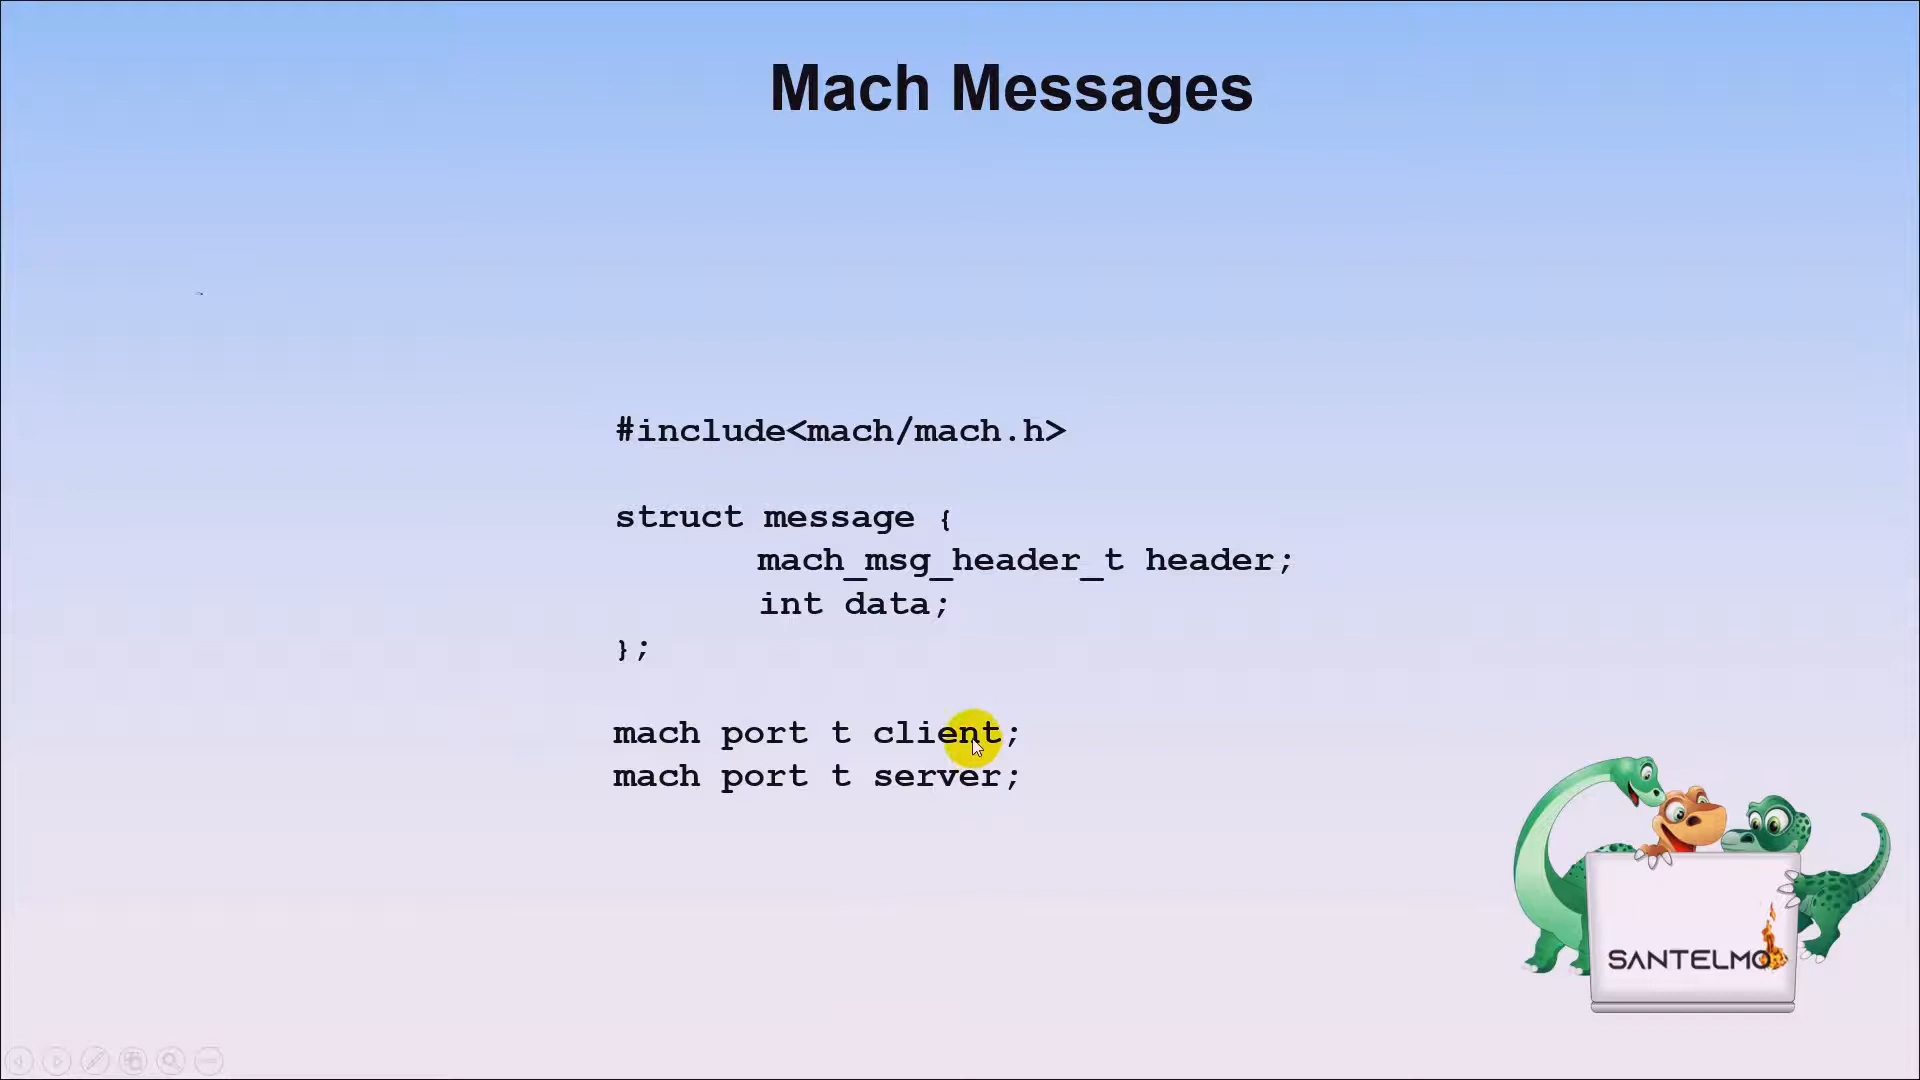 Mach Messages
#include<mach/mach.h>
struct message {
mach_msg_header_t header;
int data;
};
mach port t client;
mach port t server;
SANTELMO